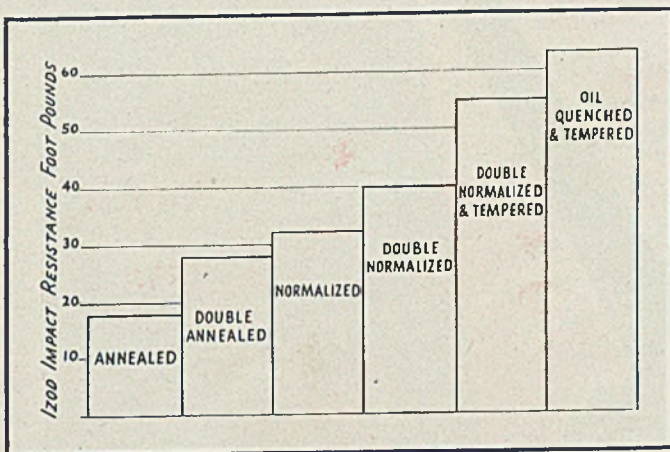 IZOD IMPACT RESISTANCE FOOT POUNDS
60
50
40
30
20
10
ANNEALED
DOUBLE
ANNEALED
NORMALIZED
DOUBLE
NORMALIZED
DOUBLE
NORMALIZED
& TEMPERED
OIL
QUENCHED
& TEMPERED